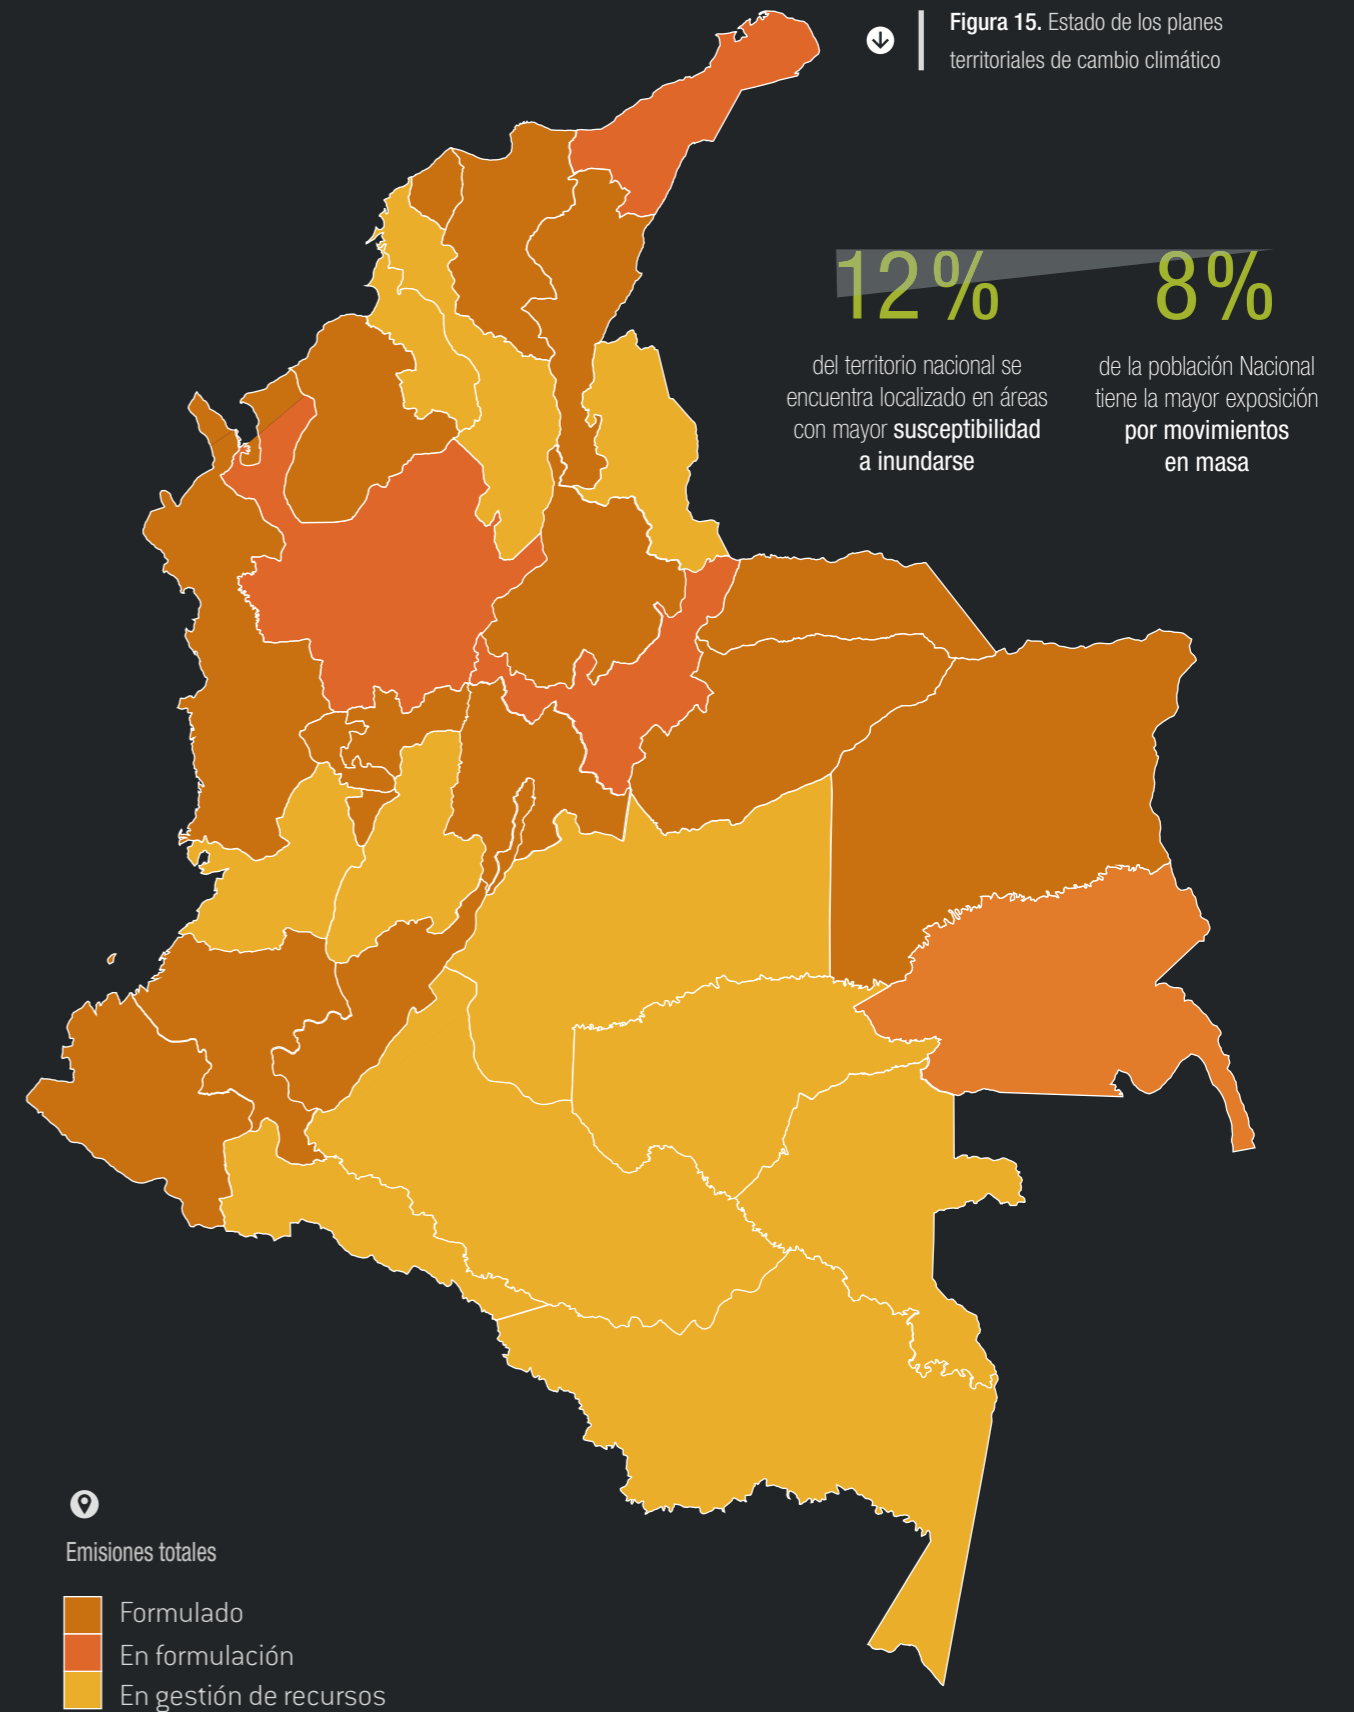 Figura 15. Estado de los planes
territoriales de cambio climático
12%
del territorio nacional se
encuentra localizado en áreas
con mayor susceptibilidad
a inundarse
8%
de la población Nacional
tiene la mayor exposición
por movimientos
en masa
Emisiones totales
Formulado
En formulación
En gestión de recursos